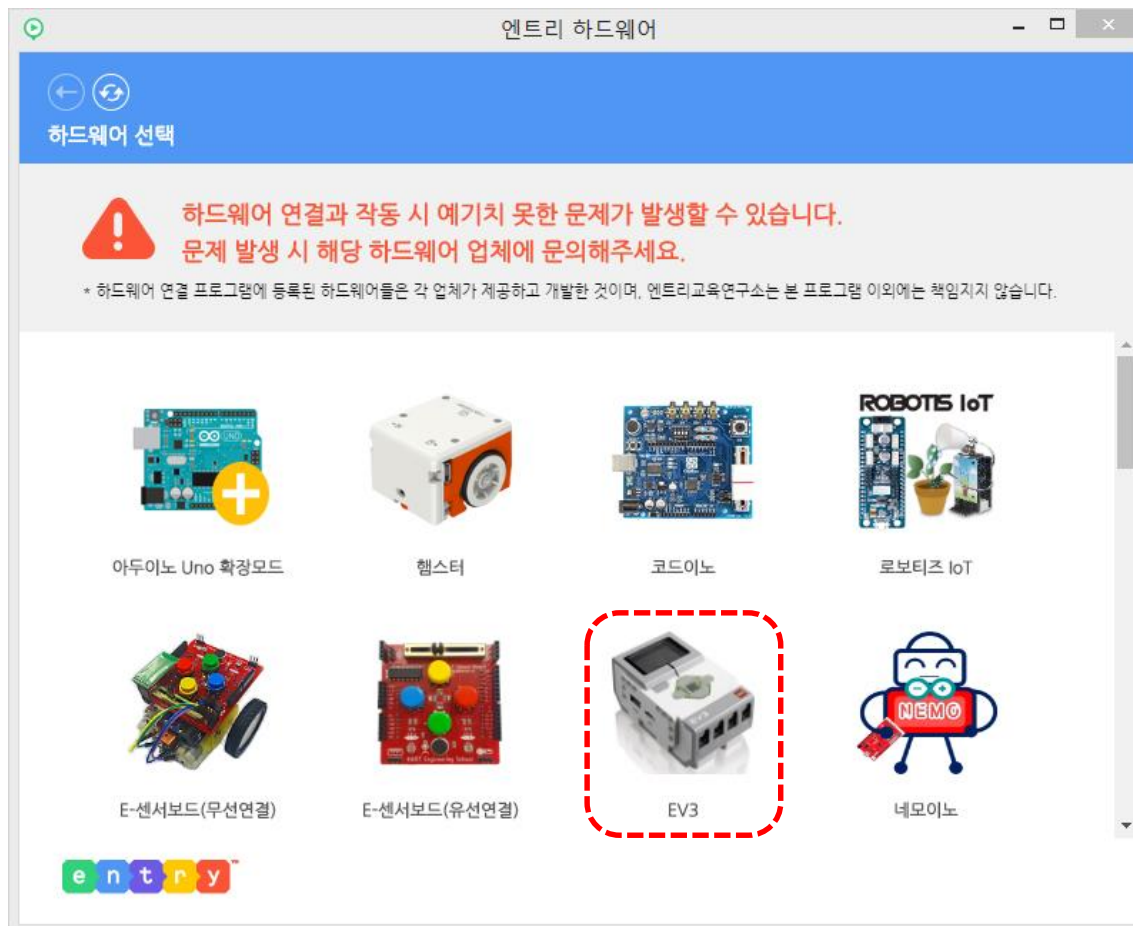 엔트리 하드웨어
하드웨어 선택
하드웨어 연결과 작동 시 예기치 못한 문제가 발생할 수 있습니다.
문제 발생 시 해당 하드웨어 업체에 문의해주세요.
* 하드웨어 연결 프로그램에 등록된 하드웨어들은 각 업체가 제공하고 개발한 것이며, 엔트리교육연구소는 본 프로그램 이외에는 책임지지 않습니다.
UNO
ROBOTIS IoT
아두이노 Uno 확장모드
햄스터
코드이노
로보티즈 IoT
EV3
NEMO
E-센서보드(무선연결)
E-센서보드(유선연결)
EV3
네모이노
entry™